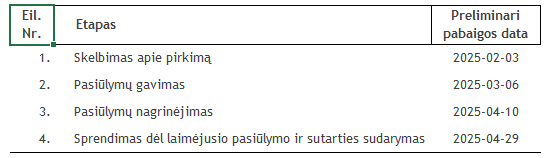 Eil. Nr. Etapas Preliminari pabaigos data
1. Skelbimas apie pirkimą 2025-02-03
2. Pasiūlymų gavimas 2025-03-06
3. Pasiūlymų nagrinėjimas 2025-04-10
4. Sprendimas dėl laimėjusio pasiūlymo ir sutarties sudarymas 2025-04-29